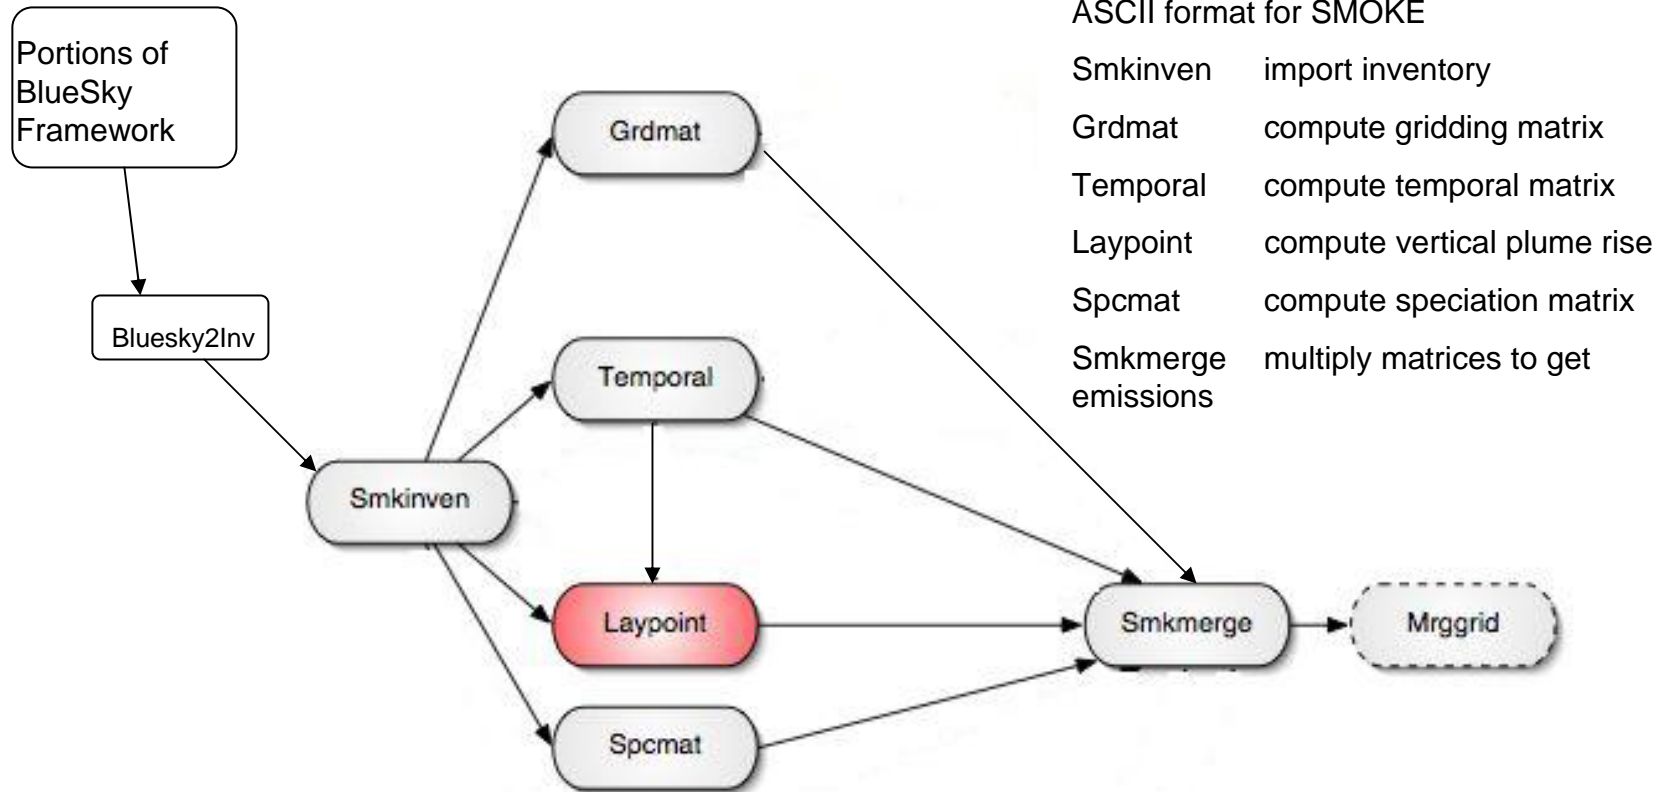 Portions of
BlueSky
Framework
Bluesky2Inv
Smkinven
Grdmat
Temporal
Laypoint
Spcmat
Smkmerge
Mrggrid
ASCII format for SMOKE
Smkinven import inventory
Grdmat compute gridding matrix
Temporal compute temporal matrix
Laypoint compute vertical plume rise
Spcmat compute speciation matrix
Smkmerge multiply matrices to get
emissions